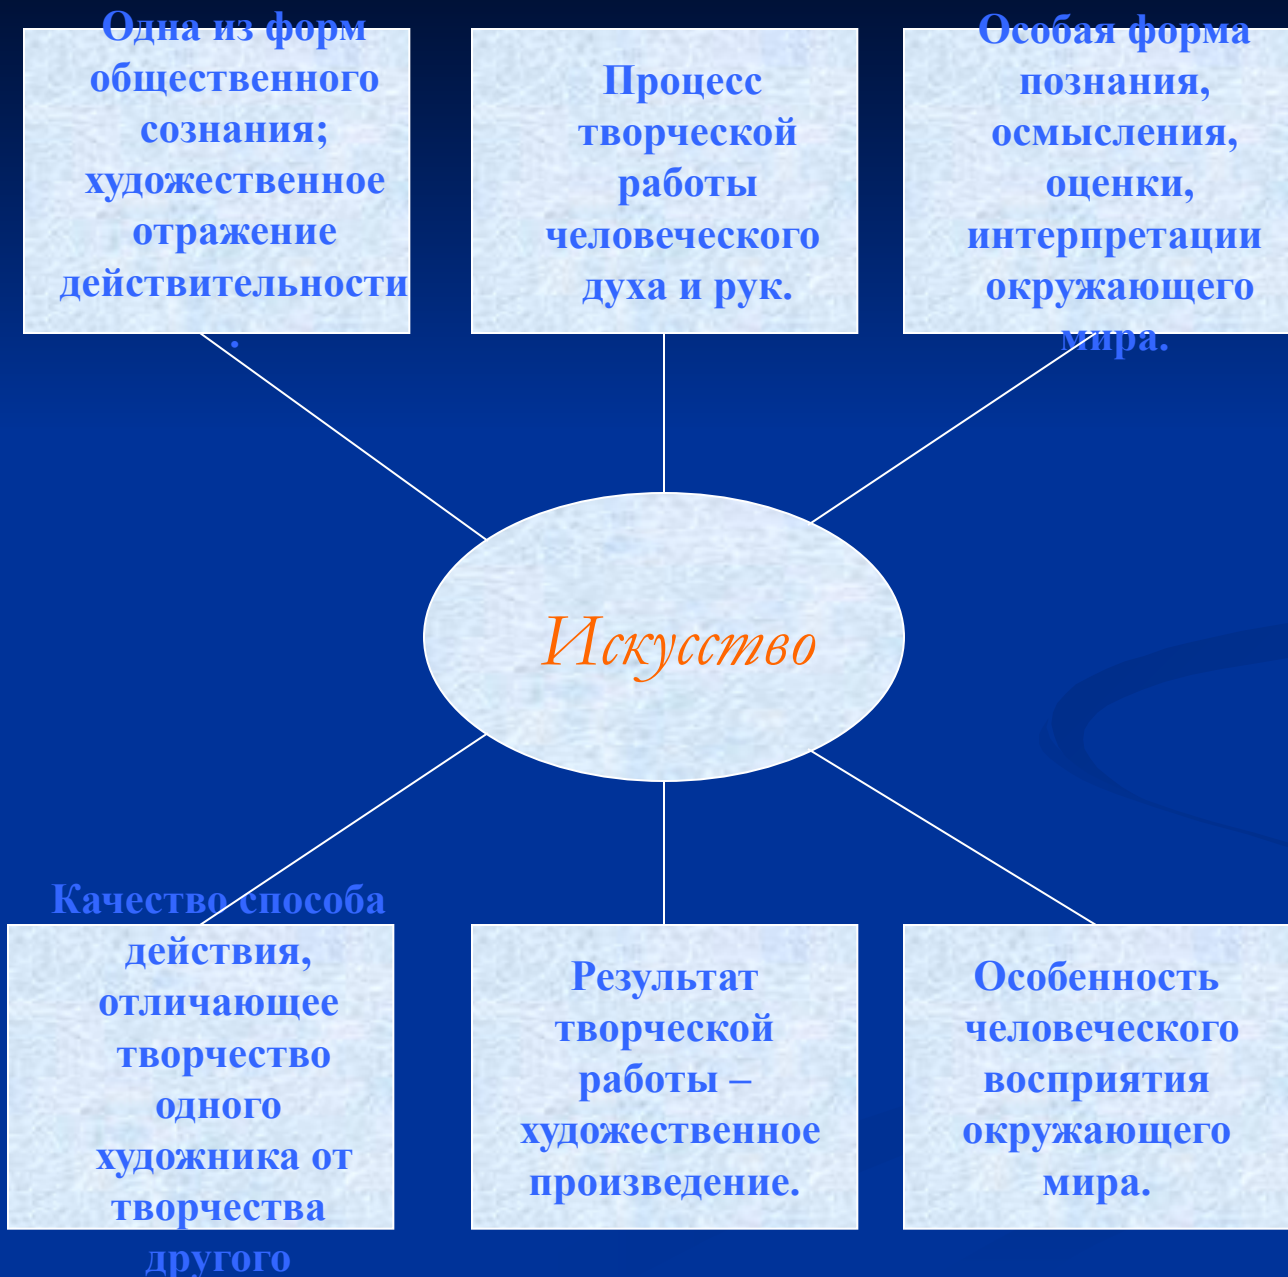 Одна из форм
общественного
сознания;
художественное
отражение
действительности
.
Процесс
творческой
работы
человеческого
духа и рук.
Особая форма
познания,
осмысления,
оценки,
интерпретации
окружающего
мира.
Искусство
Качество способа
действия,
отличающее
творчество
одного
художника от
творчества
другого
Результат
творческой
работы –
художественное
произведение.
Особенность
человеческого
восприятия
окружающего
мира.